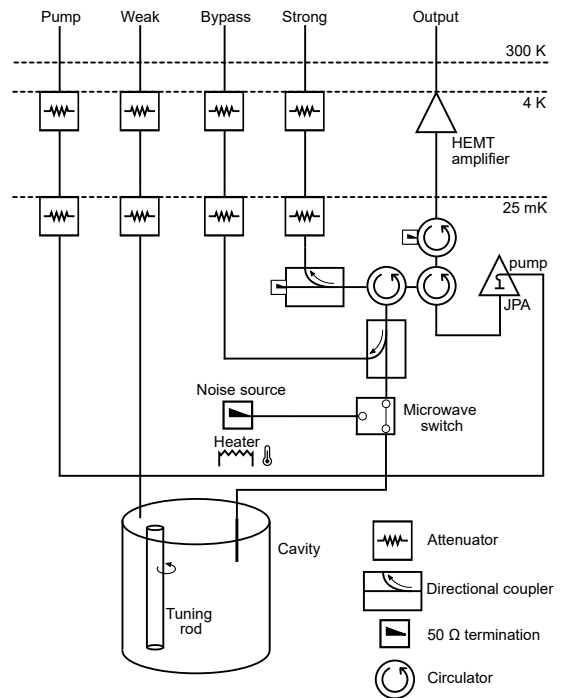 Pump Weak Bypass Strong Output
300 K
4 K
HEMT
amplifier
25 mK
pump
JPA
Noise source
Microwave
switch
Heater
Cavity
Attenuator
Directional coupler
Tuning
rod
50 Ω termination
Circulator